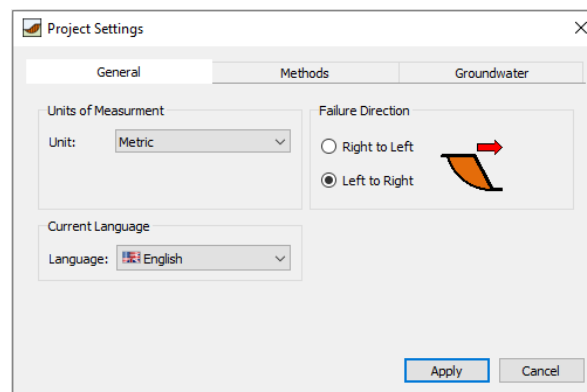 Project Settings
General
Methods
Groundwater
Units of Measurment
Unit:
Metric
Failure Direction
Right to Left
Left to Right
Current Language
Language:
English
Apply
Cancel